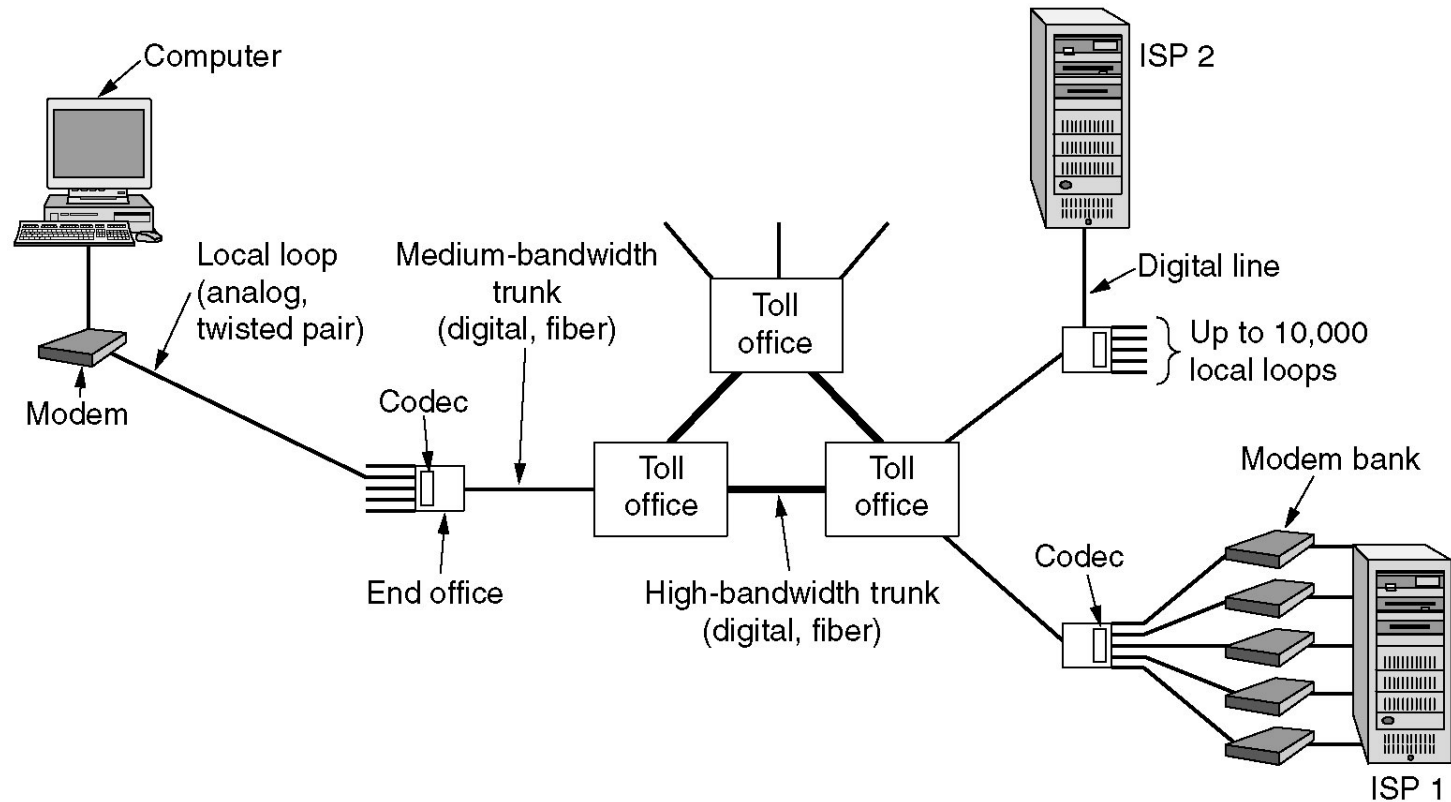 Computer
ISP 2
Local loop
(analog,
twisted pair)
Medium-bandwidth
trunk
(digital, fiber)
Toll
office
Digital line
Up to 10,000
local loops
Modem
Codec
Toll
office
Toll
office
Modem bank
End office
High-bandwidth trunk
(digital, fiber)
Codec
ISP 1